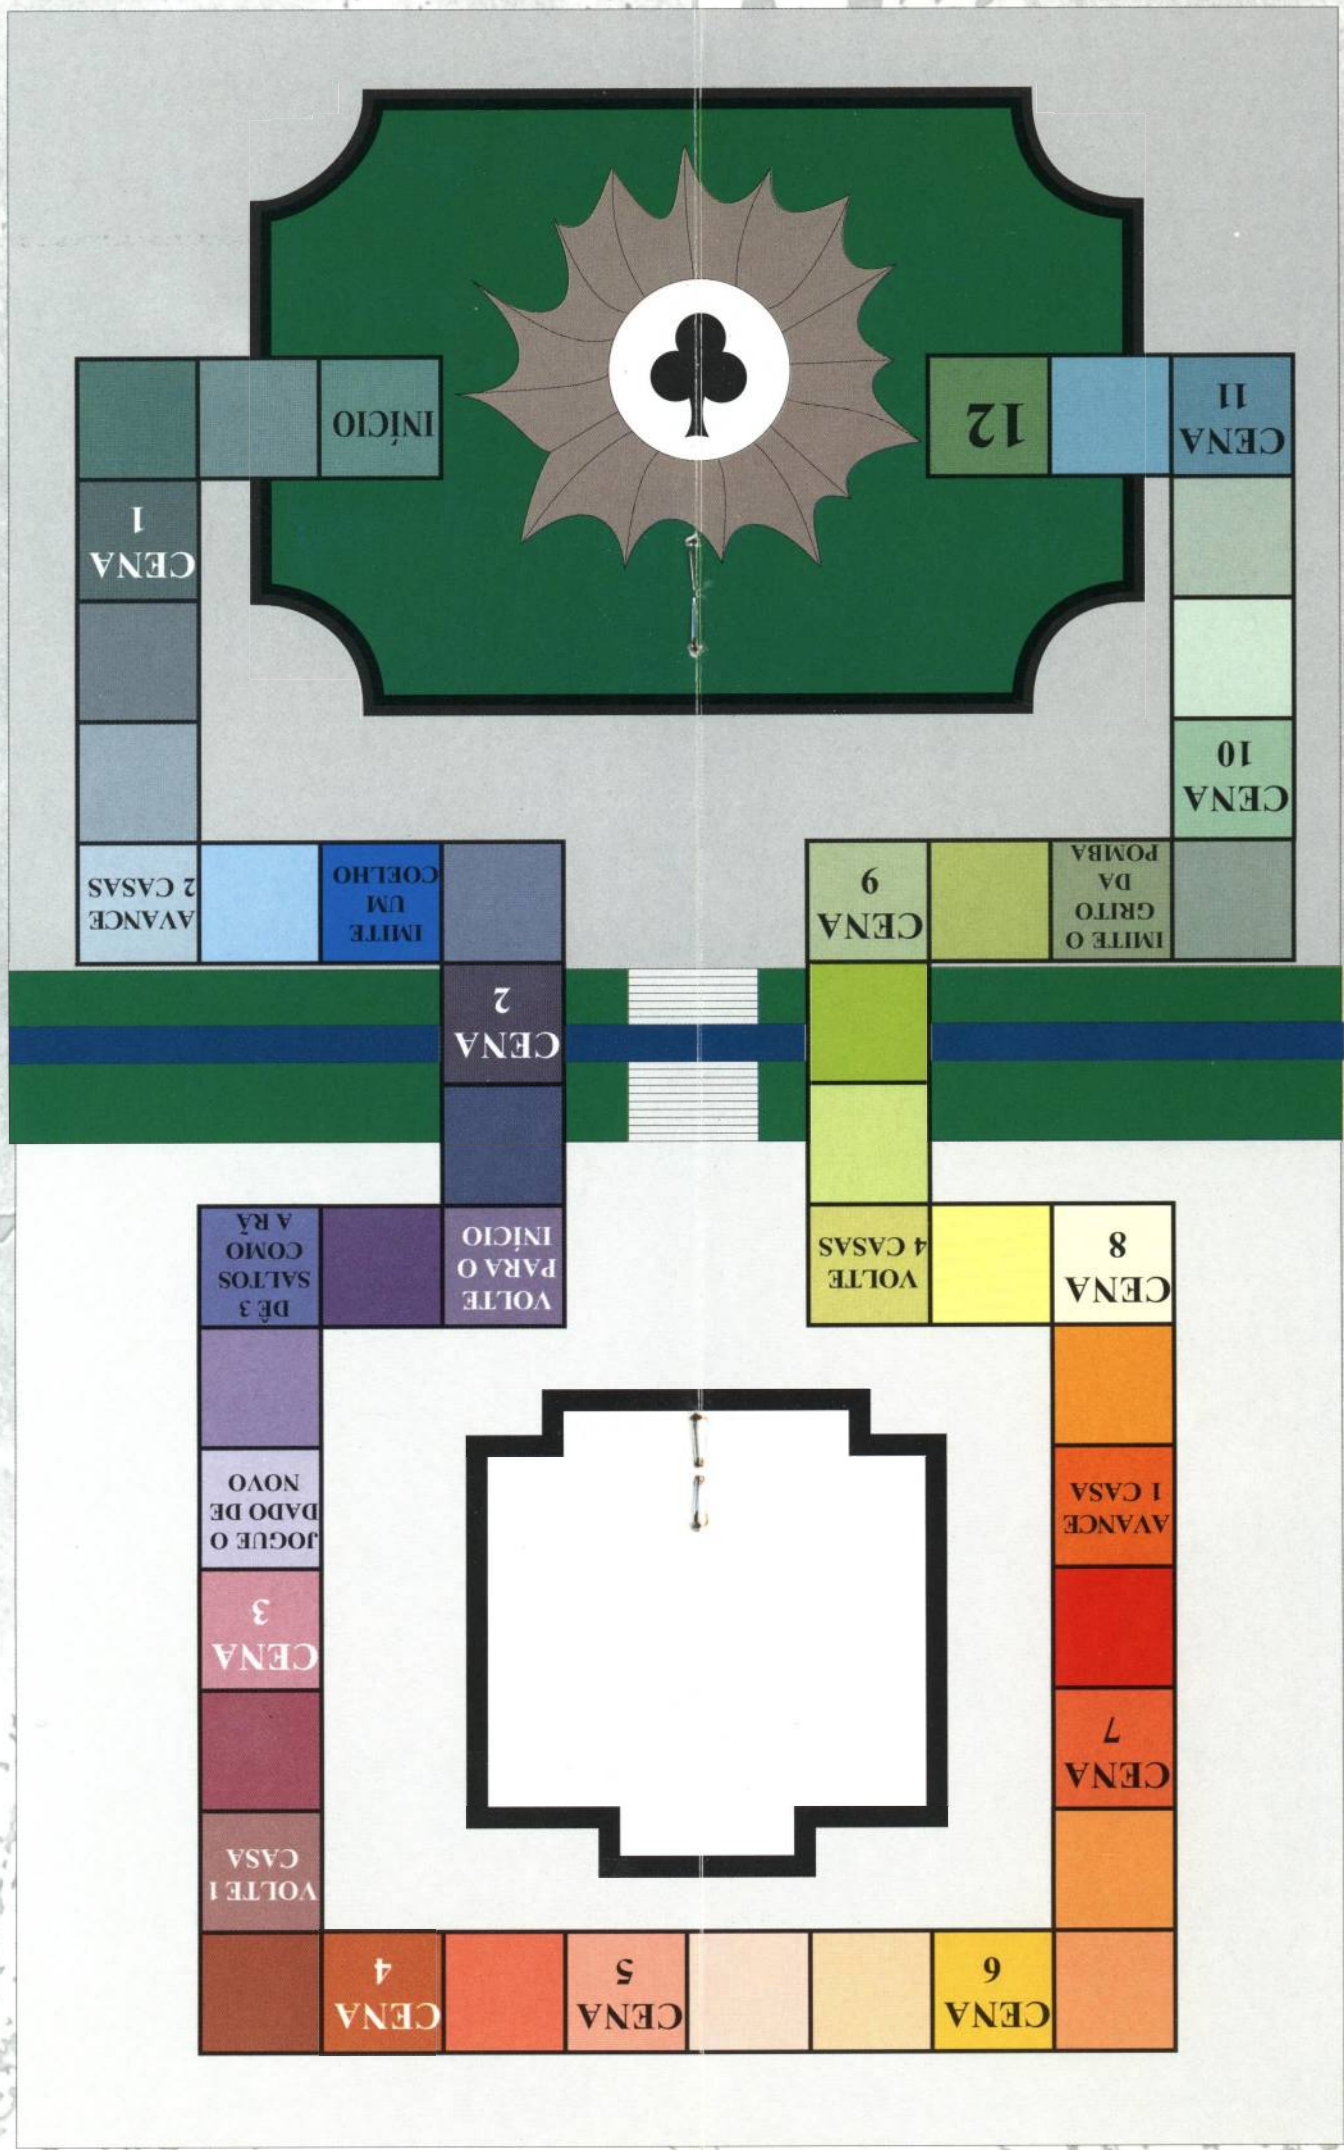 INÍCIO
CENA
1
AVANCE
2 CASAS
IMITE
UM
COELHO
CENA
2
VOLTE
PARA O
INÍCIO
DÊ 3
SALTOS
COMO
A RÃ
JOGUE O
DADO DE
NOVO
CENA
3
VOLTE 1
CASA
CENA
4
CENA
5
CENA
6
CENA
7
AVANCE
1 CASA
CENA
8
VOLTE
4 CASAS
CENA
9
IMITE O
GRITO
DA
POMBA
CENA
10
CENA
11
12